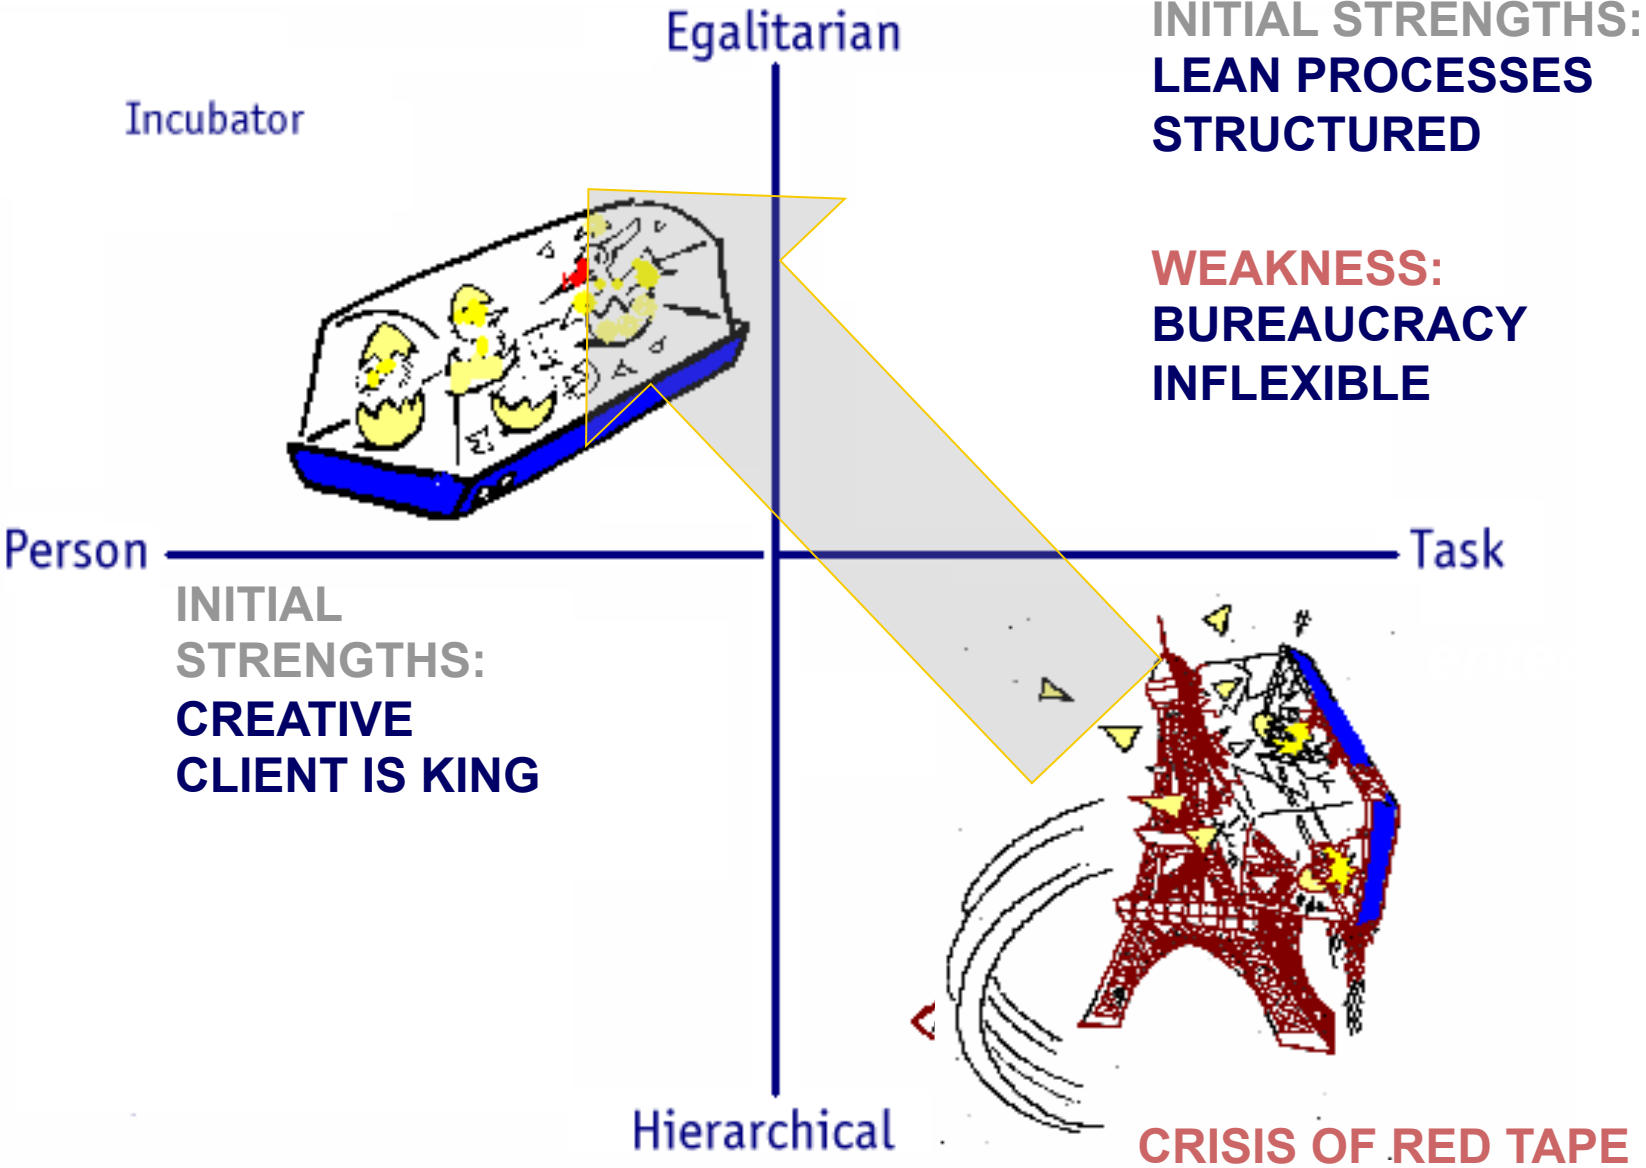 Egalitarian
INITIAL STRENGTHS:
LEAN PROCESSES
STRUCTURED
Incubator
WEAKNESS:
BUREAUCRACY
INFLEXIBLE
Person
Task
INITIAL
STRENGTHS:
CREATIVE
CLIENT IS KING
Hierarchical
CRISIS OF RED TAPE